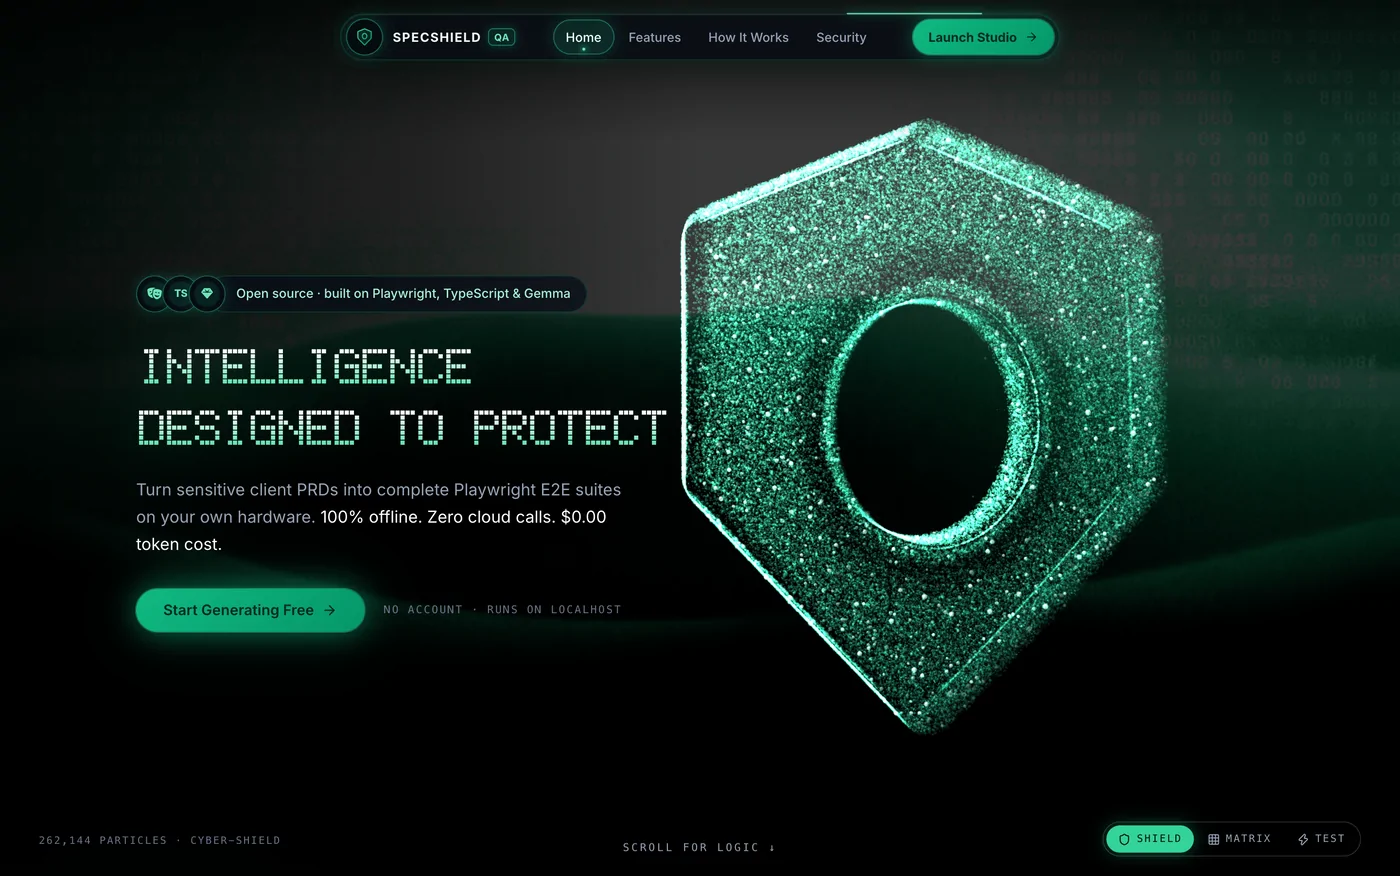 SPECSHIELD QA Home Features How It Works Security Launch Studio →
TS Open source · built on Playwright, TypeScript & Gemma
INTELLIGENCE
DESIGNED TO PROTECT
Turn sensitive client PRDs into complete Playwright E2E suites
on your own hardware. 100% offline. Zero cloud calls. $0.00
token cost.
Start Generating Free → NO ACCOUNT · RUNS ON LOCALHOST
262,144 PARTICLES · CYBER-SHIELD
SCROLL FOR LOGIC ↓
SHIELD MATRIX TEST